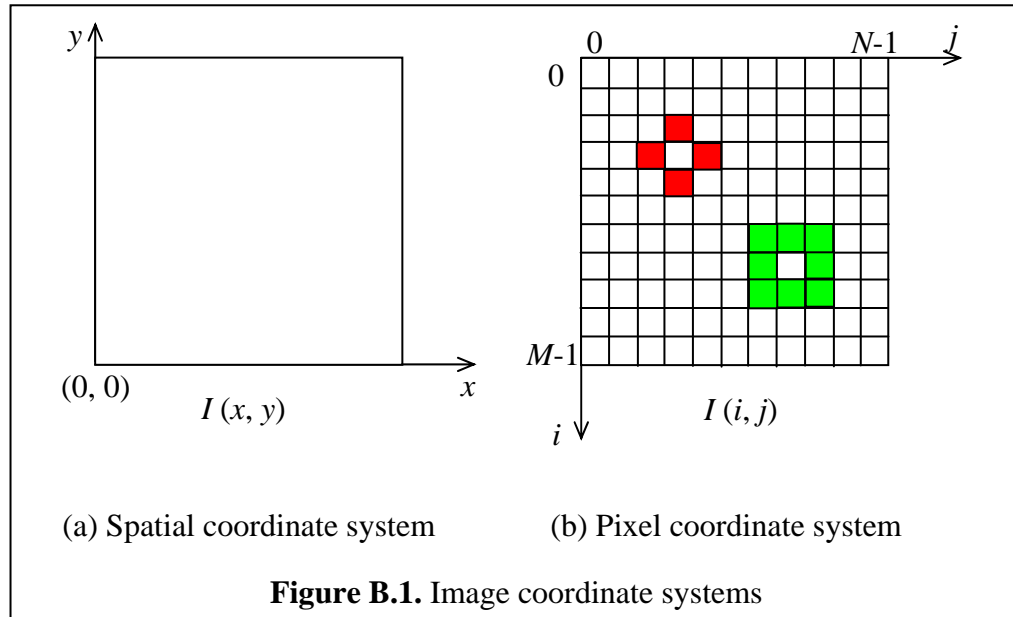 y
0 N-1 j
0
M-1
(0, 0) x
I (x, y) I (i, j)
i
(a) Spatial coordinate system (b) Pixel coordinate system
Figure B.1. Image coordinate systems